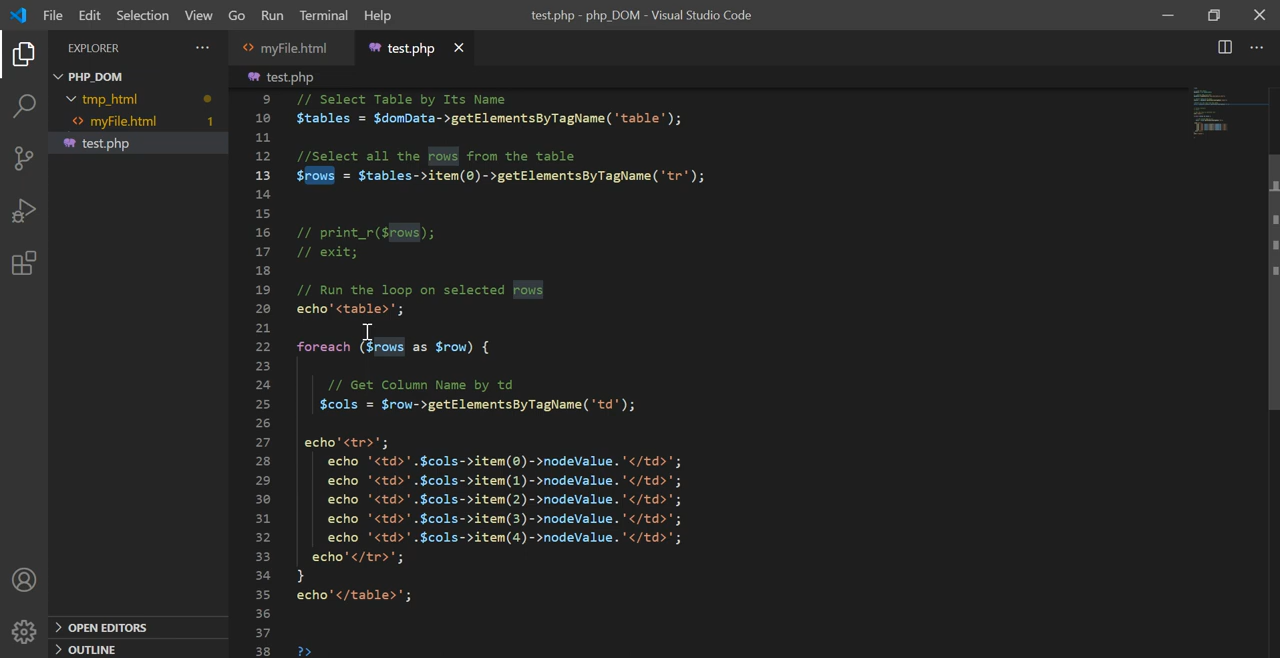 File Edit Selection View Go Run Terminal Help test.php - php_DOM - Visual Studio Code
EXPLORER
PHP_DOM
tmp_html
myFile.html 1
test.php
OPEN EDITORS
OUTLINE
myFile.html test.php
test.php
9 // Select Table by Its Name
10 $tables = $domData->getElementsByTagName('table');
11
12 //Select all the rows from the table
13 $rows = $tables->item(0)->getElementsByTagName('tr');
14
15
16 // print_r($rows);
17 // exit;
18
19 // Run the loop on selected rows
20 echo'<table>';
21
22 foreach ($rows as $row) {
23
24 // Get Column Name by td
25 $cols = $row->getElementsByTagName('td');
26
27 echo'<tr>';
28 echo '<td>'.$cols->item(0)->nodeValue.'</td>';
29 echo '<td>'.$cols->item(1)->nodeValue.'</td>';
30 echo '<td>'.$cols->item(2)->nodeValue.'</td>';
31 echo '<td>'.$cols->item(3)->nodeValue.'</td>';
32 echo '<td>'.$cols->item(4)->nodeValue.'</td>';
33 echo'</tr>';
34 }
35 echo'</table>';
36
37
38 ?>